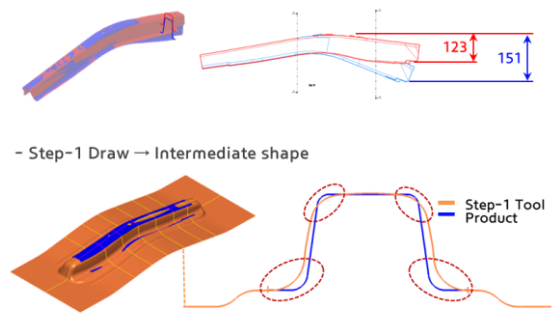 123
151
- Step-1 Draw → Intermediate shape
Step-1 Tool
Product